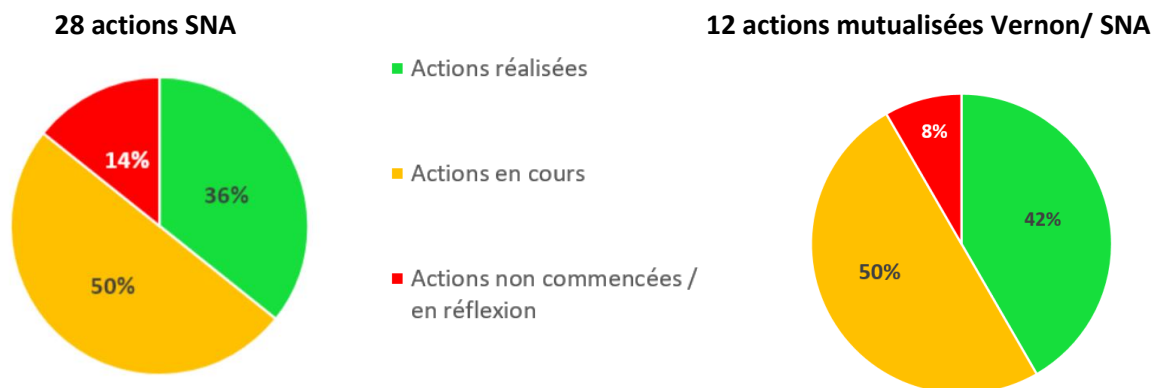 28 actions SNA
12 actions mutualisées Vernon/ SNA
Actions réalisées
Actions en cours
Actions non commencées /
en réflexion
14%
36%
50%
8%
42%
50%